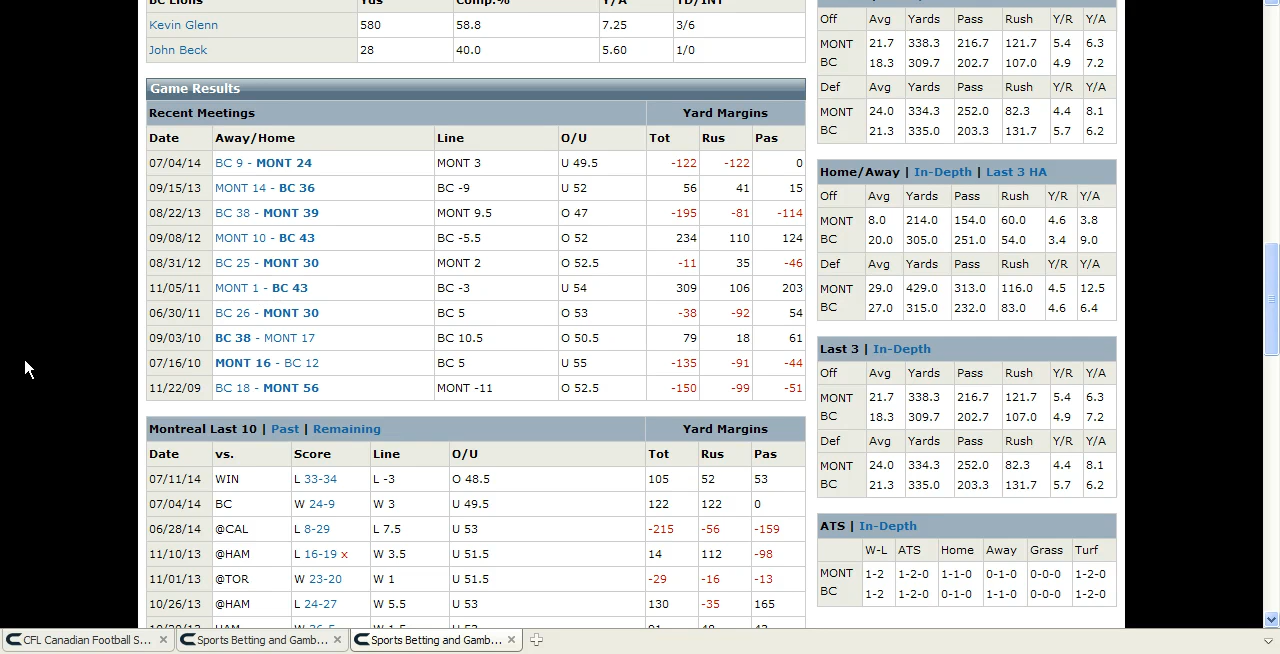 BC Lions Yds Comp.% Y/A TD/INT
Kevin Glenn 580 58.8 7.25 3/6
John Beck 28 40.0 5.60 1/0
Game Results
Recent Meetings Yard Margins
Date Away/Home Line O/U Tot Rus Pas
07/04/14 BC 9 - MONT 24 MONT 3 U 49.5 -122 -122 0
09/15/13 MONT 14 - BC 36 BC -9 U 52 56 41 15
08/22/13 BC 38 - MONT 39 MONT 9.5 O 47 -195 -81 -114
09/08/12 MONT 10 - BC 43 BC -5.5 O 52 234 110 124
08/31/12 BC 25 - MONT 30 MONT 2 O 52.5 -11 35 -46
11/05/11 MONT 1 - BC 43 BC -3 U 54 309 106 203
06/30/11 BC 26 - MONT 30 BC 5 O 53 -38 -92 54
09/03/10 BC 38 - MONT 17 BC 10.5 O 50.5 79 18 61
07/16/10 MONT 16 - BC 12 BC 5 U 55 -135 -91 -44
11/22/09 BC 18 - MONT 56 MONT -11 O 52.5 -150 -99 -51
Montreal Last 10 | Past | Remaining Yard Margins
Date vs. Score Line O/U Tot Rus Pas
07/11/14 WIN L 33-34 L -3 O 48.5 105 52 53
07/04/14 BC W 24-9 W 3 U 49.5 122 122 0
06/28/14 @CAL L 8-29 L 7.5 U 53 -215 -56 -159
11/10/13 @HAM L 16-19 x W 3.5 U 51.5 14 112 -98
11/01/13 @TOR W 23-20 W 1 U 51.5 -29 -16 -13
10/26/13 @HAM L 24-27 W 5.5 U 53 130 -35 165
Off Avg Yards Pass Rush Y/R Y/A
MONT 21.7 338.3 216.7 121.7 5.4 6.3
BC 18.3 309.7 202.7 107.0 4.9 7.2
Def Avg Yards Pass Rush Y/R Y/A
MONT 24.0 334.3 252.0 82.3 4.4 8.1
BC 21.3 335.0 203.3 131.7 5.7 6.2
Home/Away | In-Depth | Last 3 HA
Off Avg Yards Pass Rush Y/R Y/A
MONT 8.0 214.0 154.0 60.0 4.6 3.8
BC 20.0 305.0 251.0 54.0 3.4 9.0
Def Avg Yards Pass Rush Y/R Y/A
MONT 29.0 429.0 313.0 116.0 4.5 12.5
BC 27.0 315.0 232.0 83.0 4.6 6.4
Last 3 | In-Depth
Off Avg Yards Pass Rush Y/R Y/A
MONT 21.7 338.3 216.7 121.7 5.4 6.3
BC 18.3 309.7 202.7 107.0 4.9 7.2
Def Avg Yards Pass Rush Y/R Y/A
MONT 24.0 334.3 252.0 82.3 4.4 8.1
BC 21.3 335.0 203.3 131.7 5.7 6.2
ATS | In-Depth
W-L ATS Home Away Grass Turf
MONT 1-2 1-2-0 1-1-0 0-1-0 0-0-0 1-2-0
BC 1-2 1-2-0 0-1-0 1-1-0 0-0-0 1-2-0
CFL Canadian Football S... Sports Betting and Gamb... Sports Betting and Gamb...